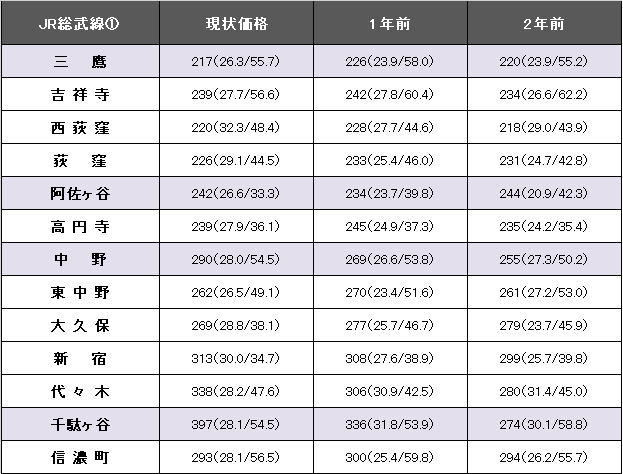 JR総武線① 現状価格 1年前 2年前
三鷹 217(26.3/55.7) 226(23.9/58.0) 220(23.9/55.2)
吉祥寺 239(27.7/56.6) 242(27.8/60.4) 234(26.6/62.2)
西荻窪 220(32.3/48.4) 228(27.7/44.6) 218(29.0/43.9)
荻窪 226(29.1/44.5) 233(25.4/46.0) 231(24.7/42.8)
阿佐ヶ谷 242(26.6/33.3) 234(23.7/39.8) 244(20.9/42.3)
高円寺 239(27.9/36.1) 245(24.9/37.3) 235(24.2/35.4)
中野 290(28.0/54.5) 269(26.6/53.8) 255(27.3/50.2)
東中野 262(26.5/49.1) 270(23.4/51.6) 261(27.2/53.0)
大久保 269(28.8/38.1) 277(25.7/46.7) 279(23.7/45.9)
新宿 313(30.0/34.7) 308(27.6/38.9) 299(25.7/39.8)
代々木 338(28.2/47.6) 306(30.9/42.5) 280(31.4/45.0)
千駄ヶ谷 397(28.1/54.5) 336(31.8/53.9) 274(30.1/58.8)
信濃町 293(28.1/56.5) 300(25.4/59.8) 294(26.2/55.7)